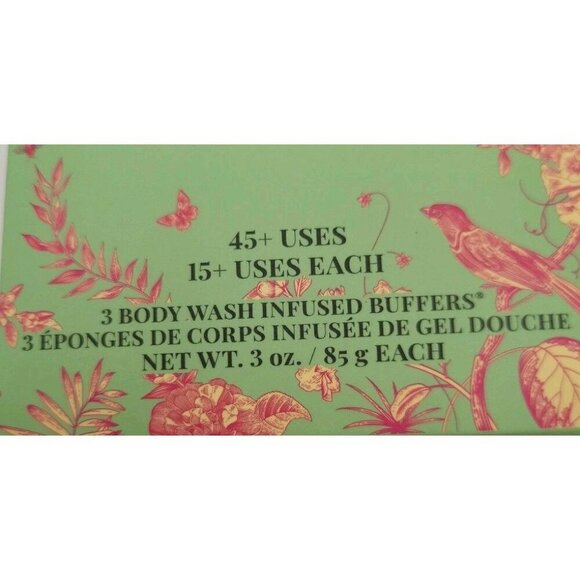 45+ USES
15+ USES EACH
3 BODY WASH INFUSED BUFFERS®
3 ÉPONGES DE CORPS INFUSÉE DE GEL DOUCHE
NET WT. 3 oz. / 85 g EACH